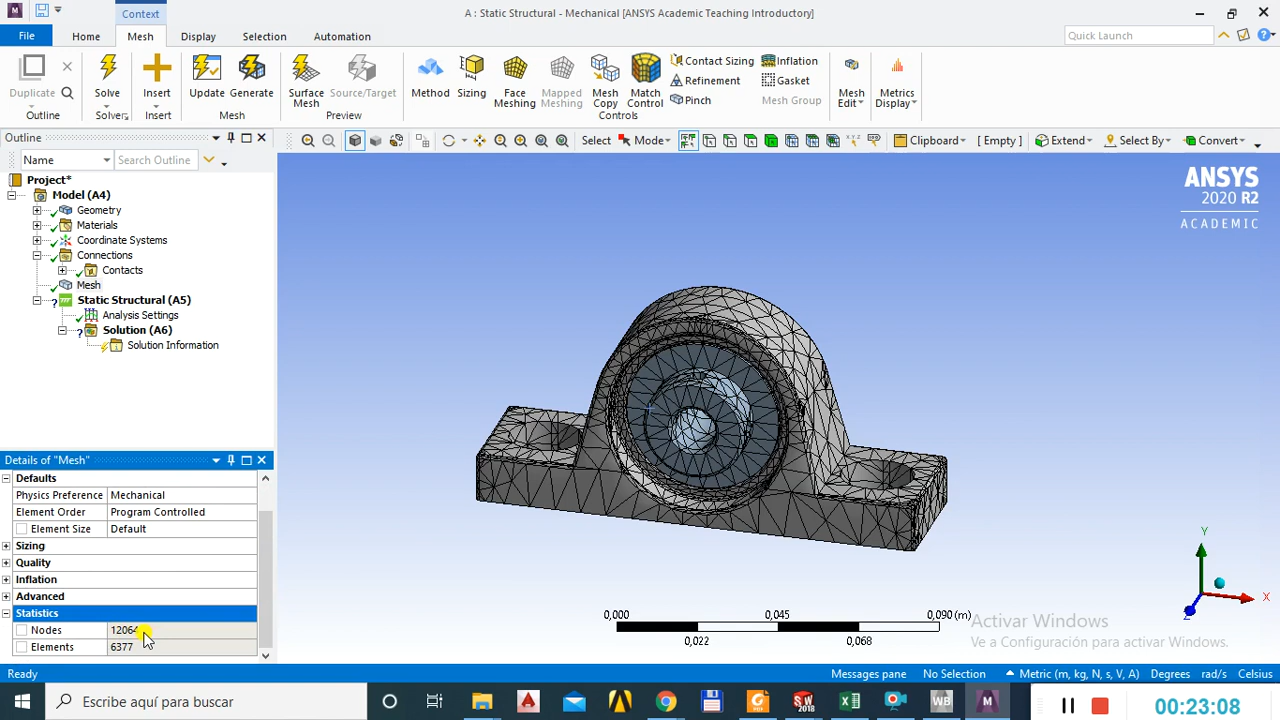 Context
A : Static Structural - Mechanical [ANSYS Academic Teaching Introductory]
File Home Mesh Display Selection Automation Quick Launch
Duplicate
Outline
Solve
Solver
Insert
Insert
Update Generate
Mesh
Surface Mesh
Source/Target
Preview
Method Sizing Face Meshing Mapped Meshing Mesh Copy Match Control
Contact Sizing
Refinement
Pinch
Inflation
Gasket
Mesh Group
Controls
Mesh Edit
Metrics Display
Outline
Name Search Outline
Select Mode Clipboard [ Empty ] Extend Select By Convert
Project*
Model (A4)
Geometry
Materials
Coordinate Systems
Connections
Contacts
Mesh
Static Structural (A5)
Analysis Settings
Solution (A6)
Solution Information
ANSYS
2020 R2
ACADEMIC
Details of "Mesh"
Defaults
Physics Preference Mechanical
Element Order Program Controlled
Element Size Default
Sizing
Quality
Inflation
Advanced
Statistics
Nodes 12064
Elements 6377
0,000 0,045 0,090 (m)
0,022 0,068
Y
X
Z
Activar Windows
Ve a Configuración para activar Windows.
Ready Messages pane No Selection Metric (m, kg, N, s, V, A) Degrees rad/s Celsius
Escribe aquí para buscar
SW
2018
WB
M
00:23:08